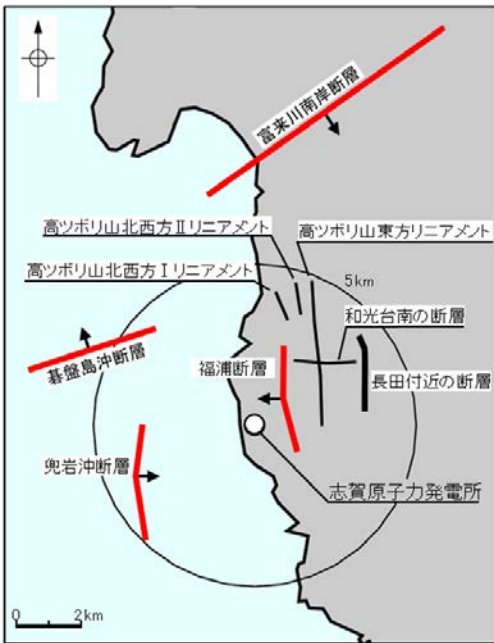 富来川南岸断層
高ツボリ山北西方Ⅱリニアメント
高ツボリ山東方リニアメント
高ツボリ山北西方Ⅰリニアメント
5km
和光台南の断層
碁盤島沖断層
福浦断層
長田付近の断層
兜岩沖断層
志賀原子力発電所
0 2km